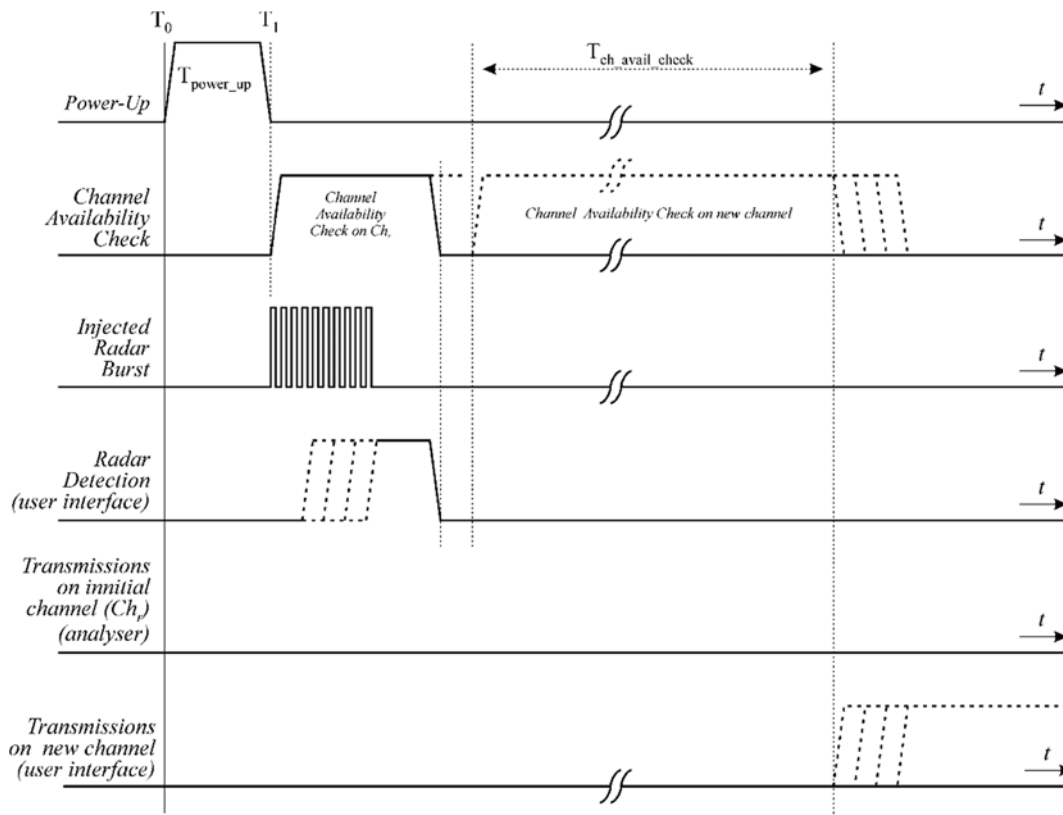 T0 T1
Tpower_up
Tch_avail_check
Power-Up
t
Channel
Availability
Check
Channel
Availability
Check on Chr
Channel Availability Check on new channel
t
Injected
Radar
Burst
t
Radar
Detection
(user interface)
t
Transmissions
on innitial
channel (Chr)
(analyser)
t
Transmissions
on new channel
(user interface)
t